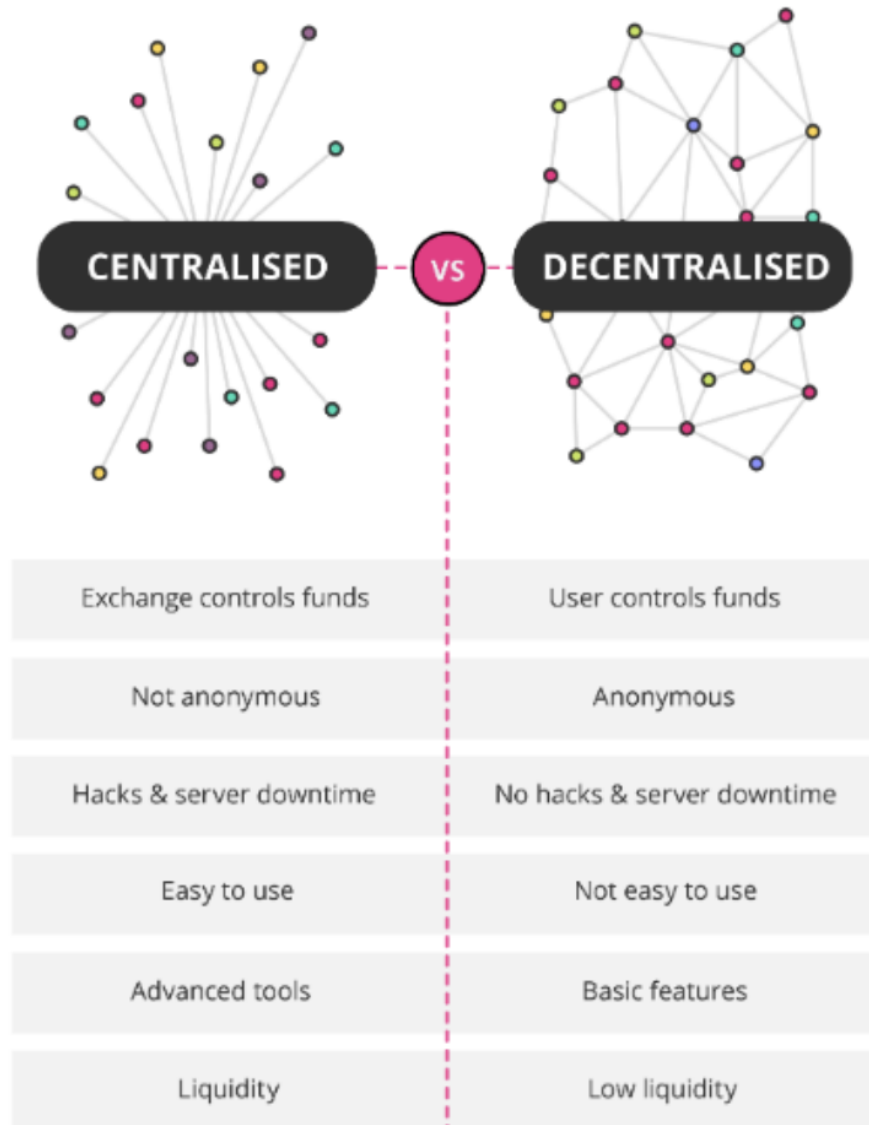 CENTRALISED
VS
DECENTRALISED
Exchange controls funds
User controls funds
Not anonymous
Anonymous
Hacks & server downtime
No hacks & server downtime
Easy to use
Not easy to use
Advanced tools
Basic features
Liquidity
Low liquidity